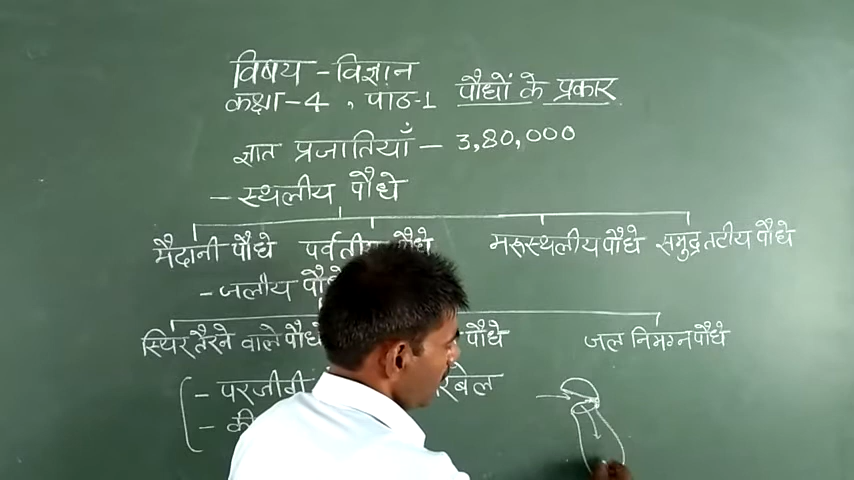 विषय - विज्ञान
कक्षा - 4 , पाठ-1 पौधों के प्रकार
ज्ञात प्रजातियाँ - 3,80,000
- स्थलीय पौधे
मैदानी पौधे पर्वतीय पौधे मरुस्थलीय पौधे समुद्रतटीय पौधे
- जलीय पौधे
स्थिर तैरने वाले पौधे पौधे जल निमग्न पौधे
- परजीवी
-